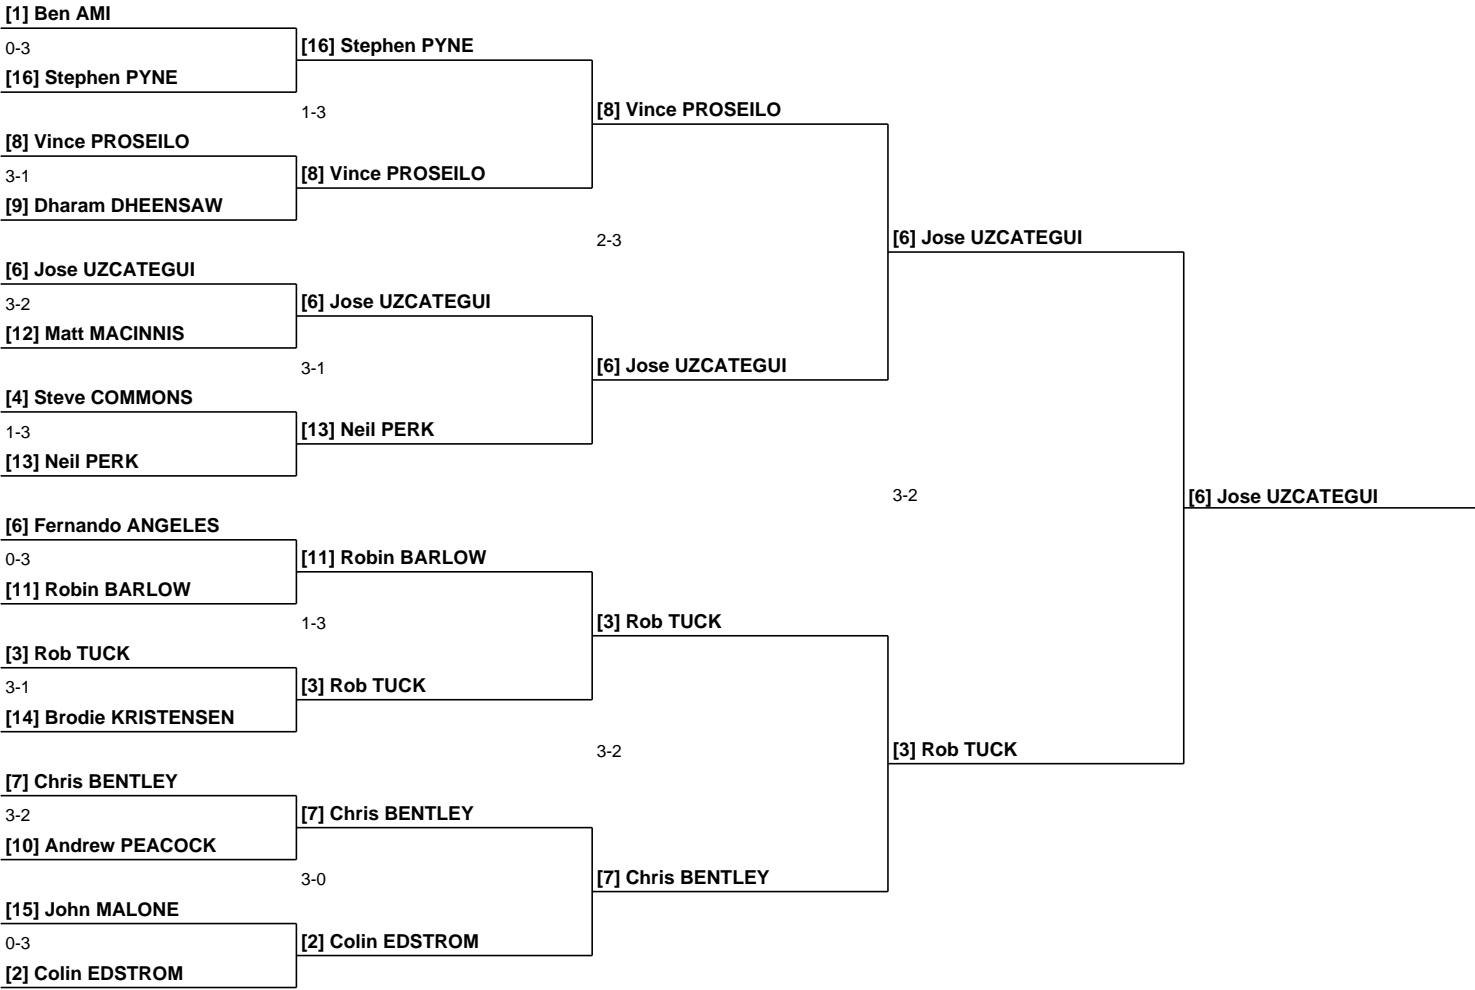 [1] Ben AMI
0-3
[16] Stephen PYNE
[16] Stephen PYNE
1-3
[8] Vince PROSEILO
[8] Vince PROSEILO
3-1
[8] Vince PROSEILO
[9] Dharam DHEENSAW
2-3
[6] Jose UZCATEGUI
[6] Jose UZCATEGUI
3-2
[6] Jose UZCATEGUI
[12] Matt MACINNIS
3-1
[6] Jose UZCATEGUI
[4] Steve COMMONS
1-3
[13] Neil PERK
[13] Neil PERK
3-2
[6] Jose UZCATEGUI
[6] Fernando ANGELES
0-3
[11] Robin BARLOW
[11] Robin BARLOW
1-3
[3] Rob TUCK
[3] Rob TUCK
3-1
[3] Rob TUCK
[14] Brodie KRISTENSEN
3-2
[3] Rob TUCK
[7] Chris BENTLEY
3-2
[7] Chris BENTLEY
[10] Andrew PEACOCK
3-0
[7] Chris BENTLEY
[15] John MALONE
0-3
[2] Colin EDSTROM
[2] Colin EDSTROM